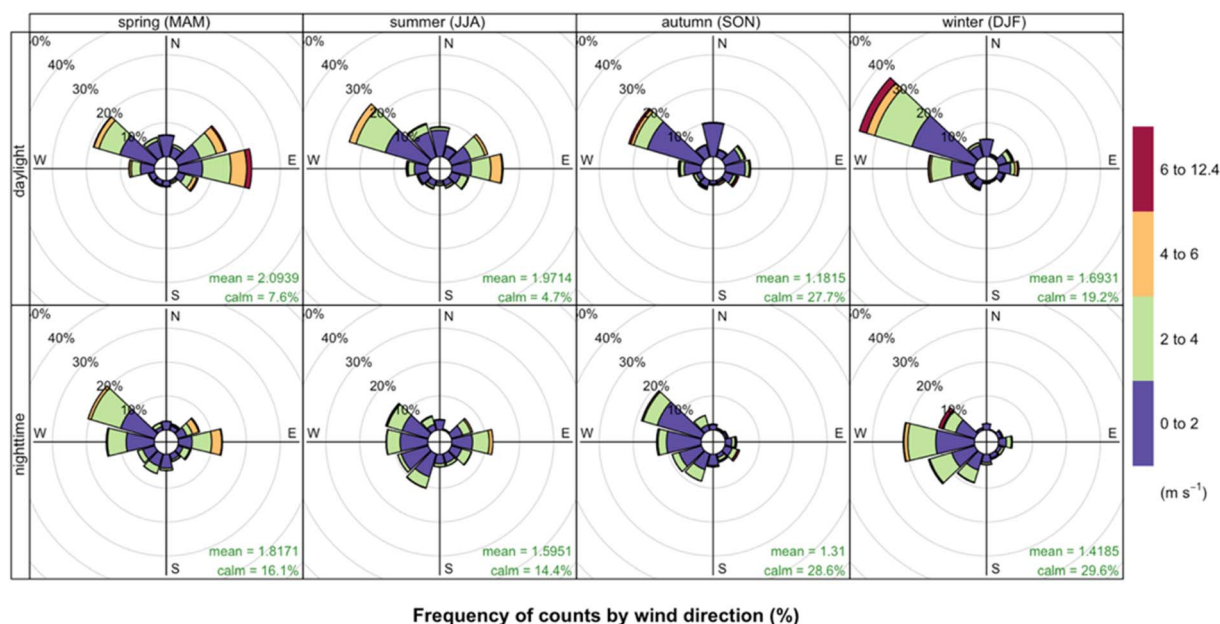 spring (MAM) summer (JJA) autumn (SON) winter (DJF)
daylight
0% N 40% 30% 20% 10% W E S
mean = 2.0939
calm = 7.6%
0% N 40% 30% 20% 10% W E S
mean = 1.9714
calm = 4.7%
0% N 40% 30% 20% 10% W E S
mean = 1.1815
calm = 27.7%
0% N 40% 30% 20% 10% W E S
mean = 1.6931
calm = 19.2%
nighttime
0% N 40% 30% 20% 10% W E S
mean = 1.8171
calm = 16.1%
0% N 40% 30% 20% 10% W E S
mean = 1.5951
calm = 14.4%
0% N 40% 30% 20% 10% W E S
mean = 1.31
calm = 28.6%
0% N 40% 30% 20% 10% W E S
mean = 1.4185
calm = 29.6%
6 to 12.4
4 to 6
2 to 4
0 to 2
(m s⁻¹)
Frequency of counts by wind direction (%)